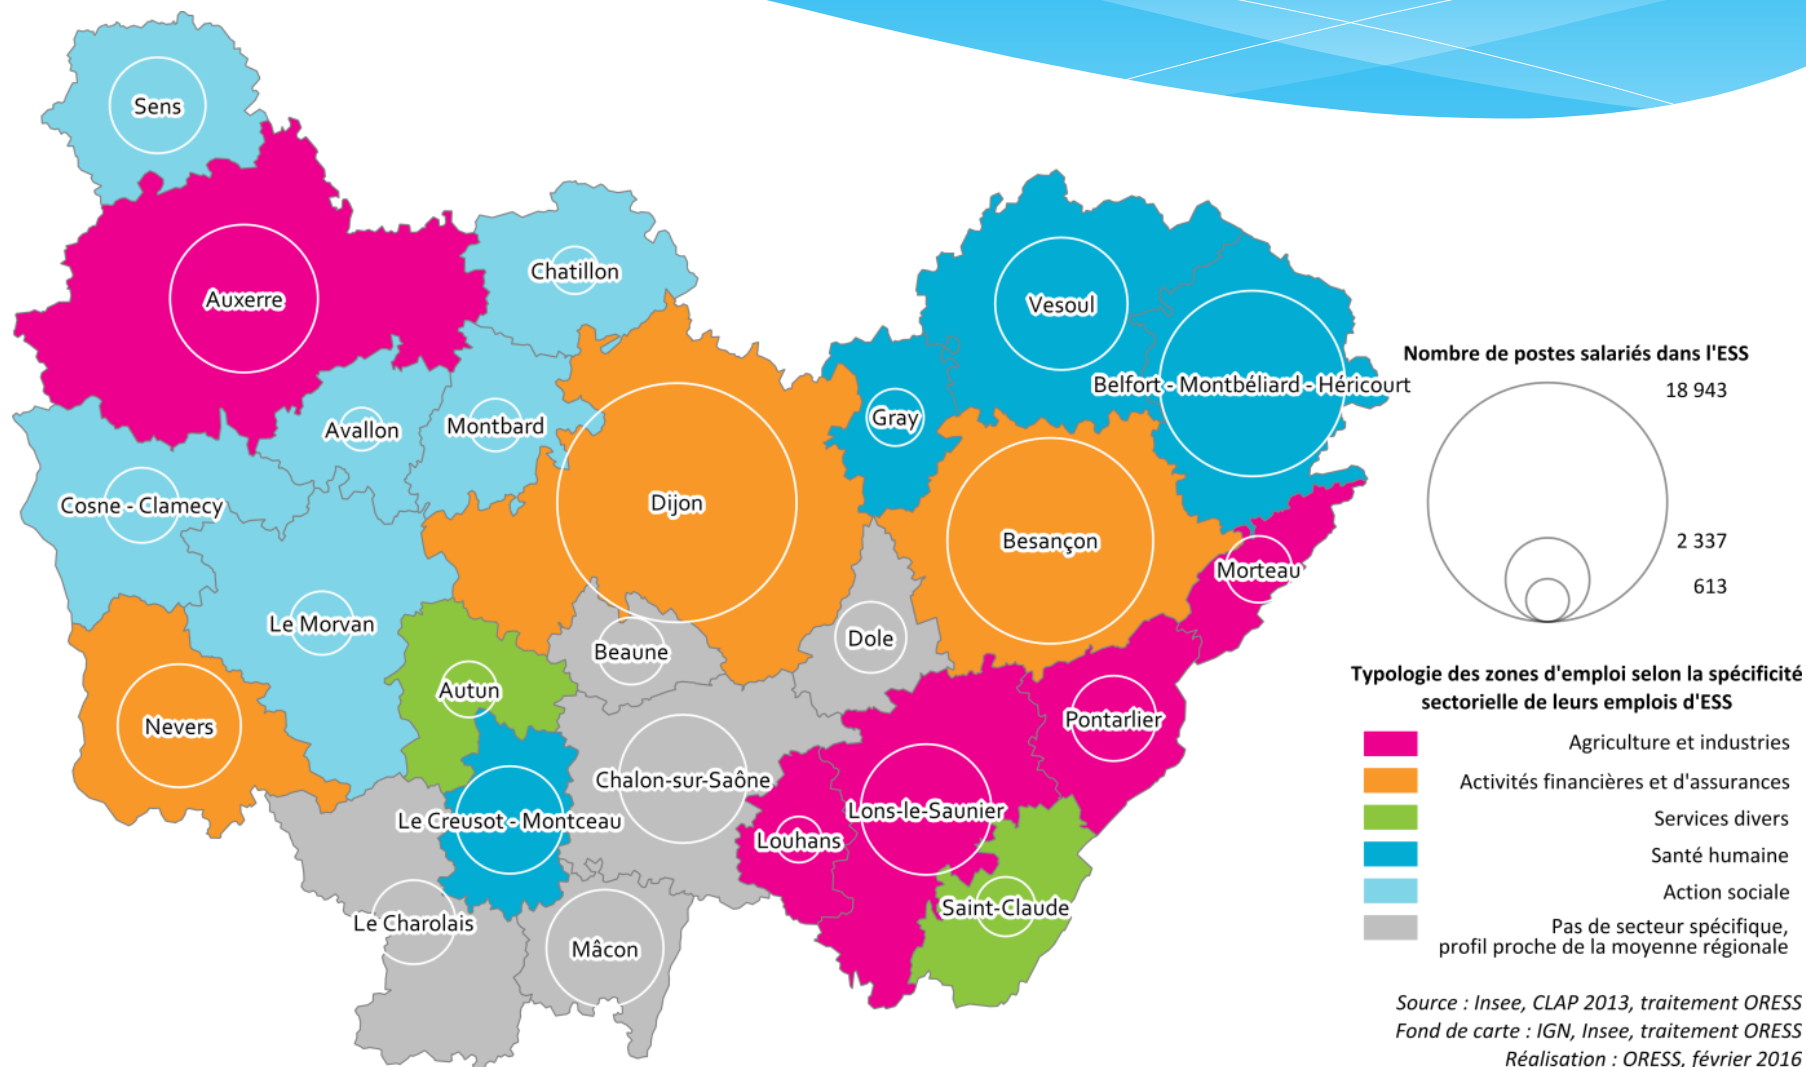 Sens
Auxerre
Chatillon
Vesoul
Belfort - Montbéliard - Héricourt
Gray
Avallon
Montbard
Cosne - Clamecy
Dijon
Besançon
Morteau
Le Morvan
Beaune
Dole
Autun
Nevers
Pontarlier
Chalon-sur-Saône
Le Creusot - Montceau
Louhans
Lons-le-Saunier
Saint-Claude
Le Charolais
Mâcon
Nombre de postes salariés dans l'ESS
18 943
2 337
613
Typologie des zones d'emploi selon la spécificité
sectorielle de leurs emplois d'ESS
Agriculture et industries
Activités financières et d'assurances
Services divers
Santé humaine
Action sociale
Pas de secteur spécifique,
profil proche de la moyenne régionale
Source : Insee, CLAP 2013, traitement ORESS
Fond de carte : IGN, Insee, traitement ORESS
Réalisation : ORESS, février 2016